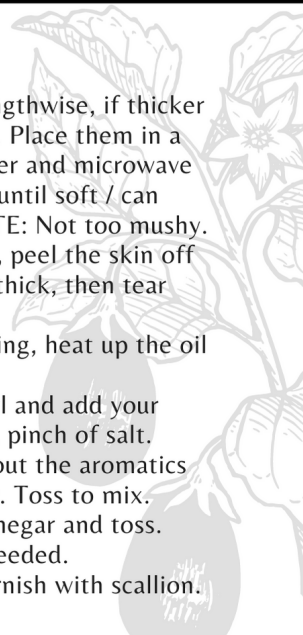 ngthwise, if thicker
Place them in a
er and microwave
until soft / can
TE: Not too mushy.
, peel the skin off
thick, then tear
ing, heat up the oil
l and add your
pinch of salt.
out the aromatics
. Toss to mix.
negar and toss.
eeded.
rnish with scallion.